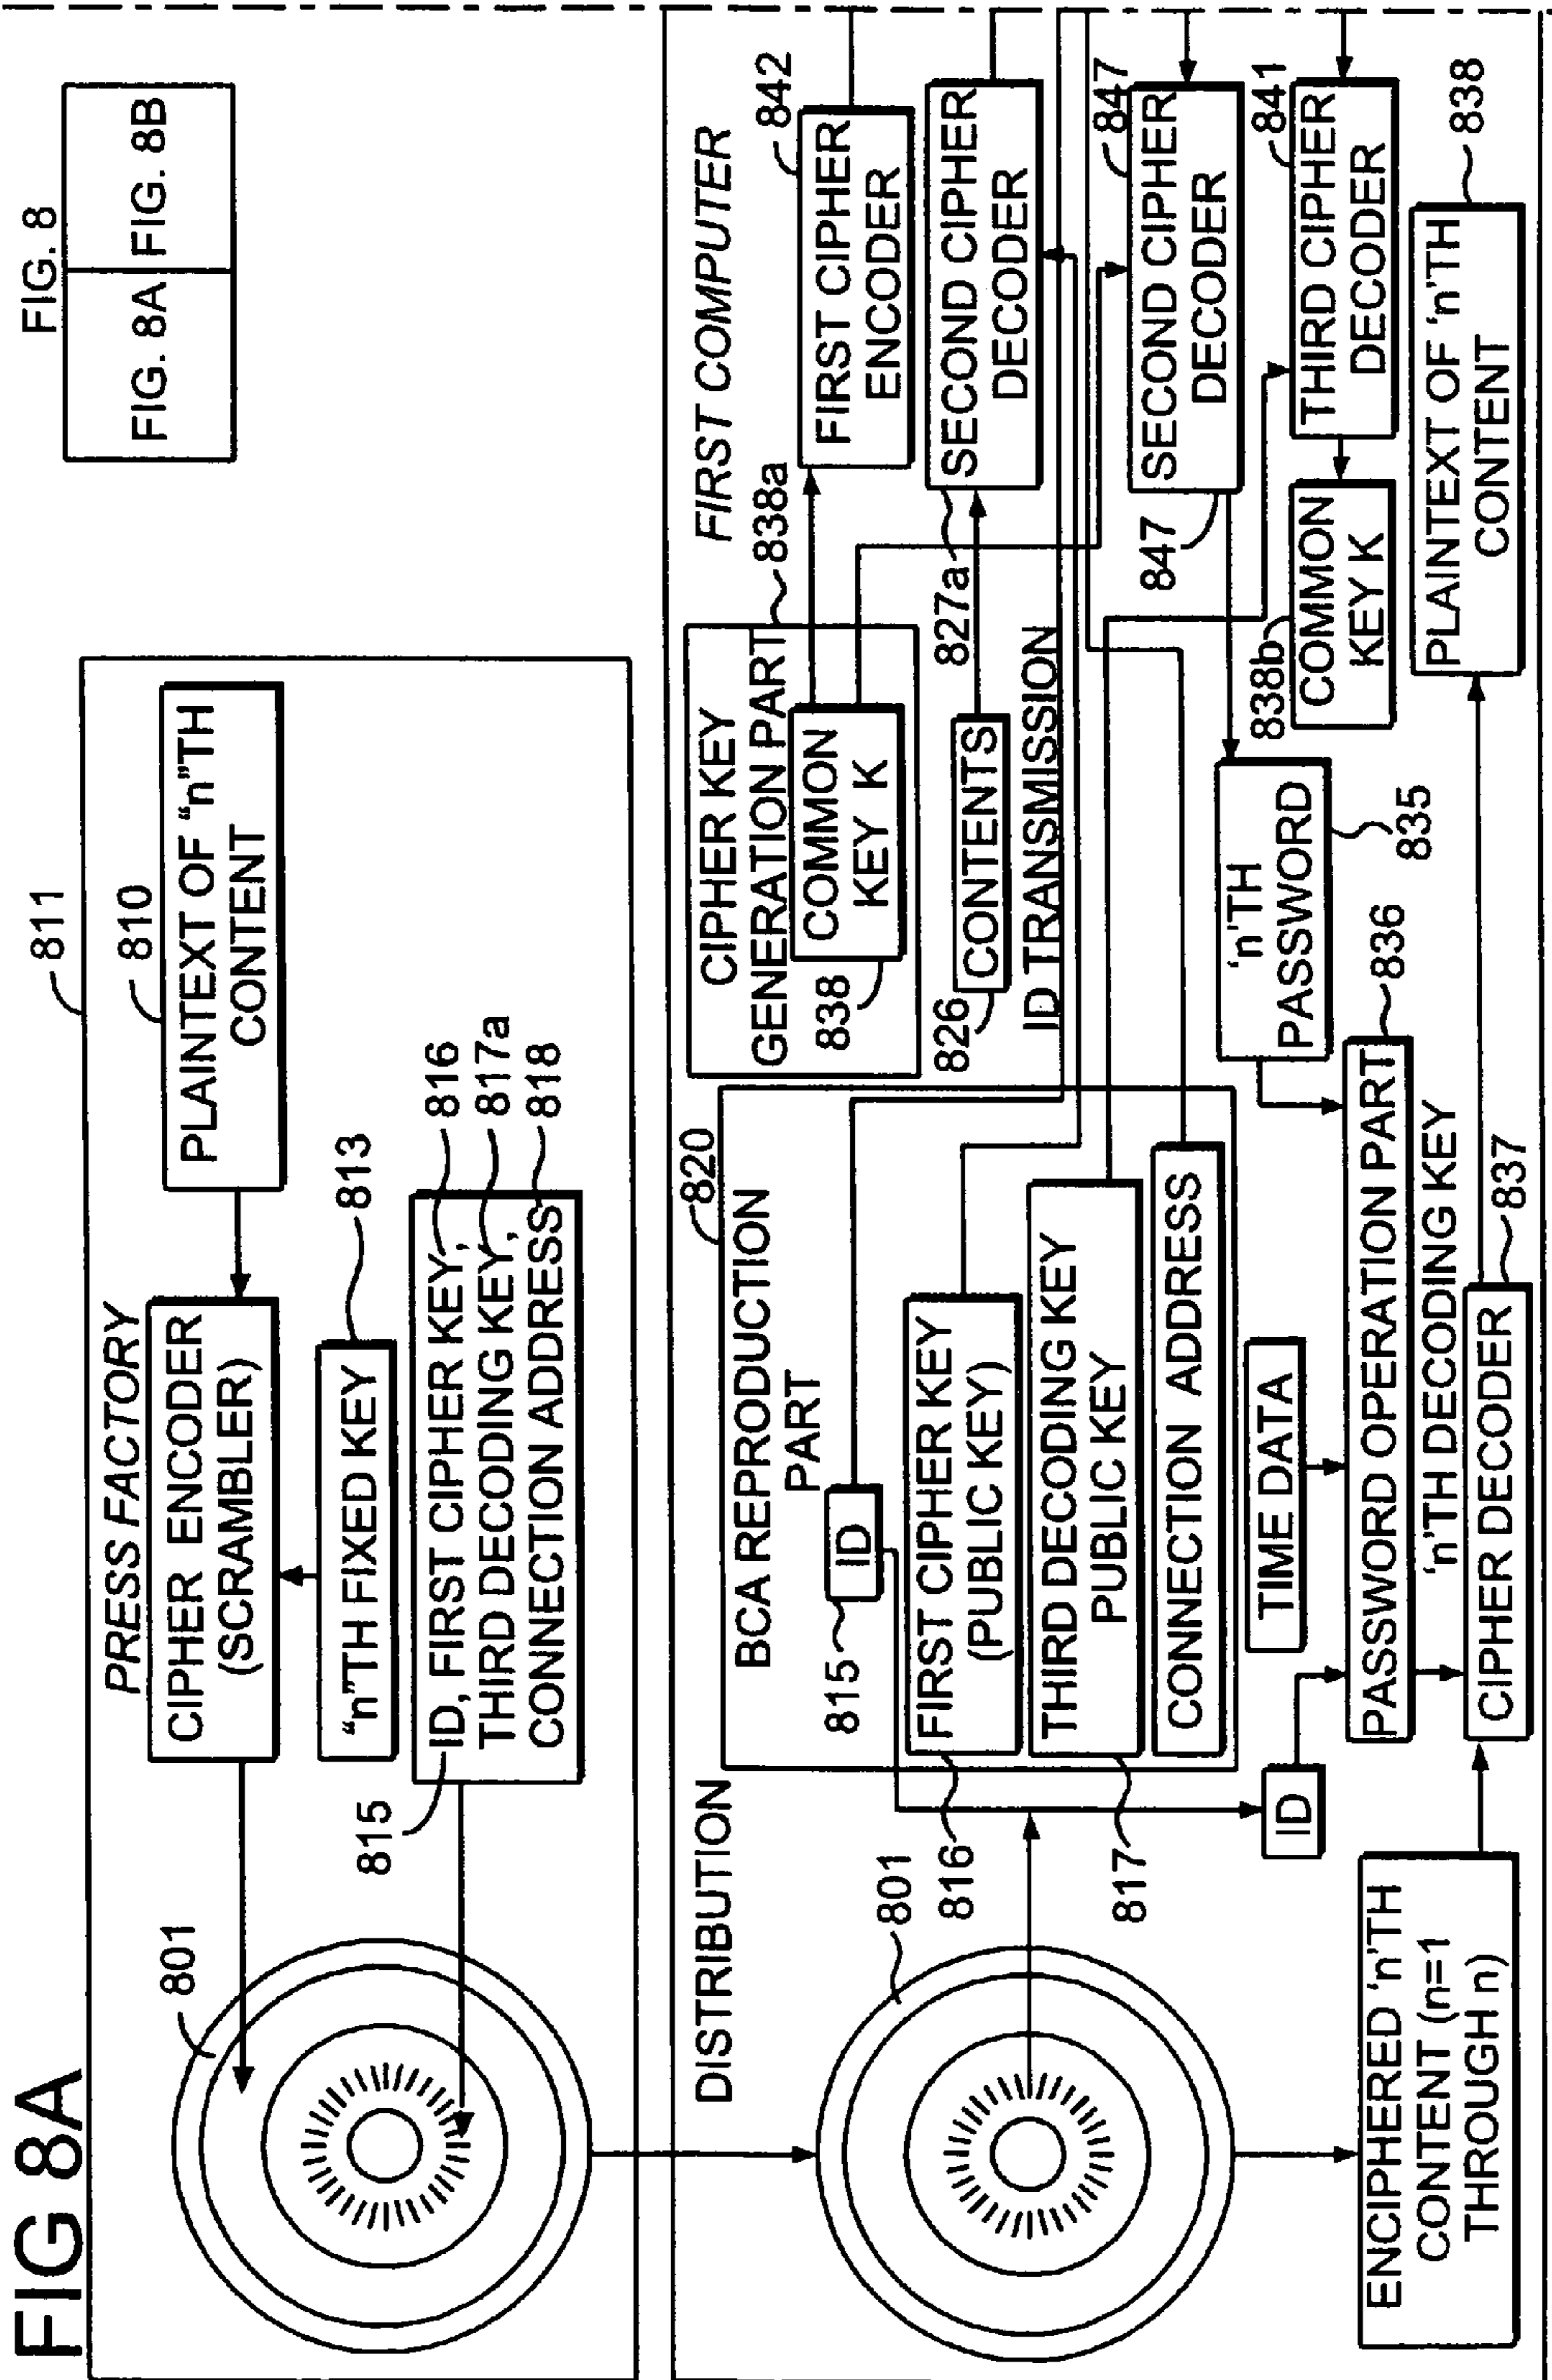 FIG 8A
FIG. 8
FIG. 8A
FIG. 8B
811
PRESS FACTORY
801
CIPHER ENCODER
(SCRAMBLER)
810
PLAINTEXT OF "n"TH
CONTENT
"n"TH FIXED KEY
813
815
ID, FIRST CIPHER KEY,
THIRD DECODING KEY,
CONNECTION ADDRESS
816
817a
818
DISTRIBUTION
FIRST COMPUTER
801
820
BCA REPRODUCTION
PART
815
ID
816
FIRST CIPHER KEY
(PUBLIC KEY)
817
THIRD DECODING KEY
PUBLIC KEY
CONNECTION ADDRESS
CIPHER KEY
GENERATION PART
838a
COMMON
KEY K
838
826
CONTENTS
827a
ID TRANSMISSION
842
FIRST CIPHER
ENCODER
SECOND CIPHER
DECODER
847
SECOND CIPHER
DECODER
847
841
THIRD CIPHER
DECODER
838b
COMMON
KEY K
'n'TH
PASSWORD
835
ID
TIME DATA
PASSWORD OPERATION PART
836
'n'TH DECODING KEY
ENCIPHERED 'n'TH
CONTENT (n=1
THROUGH n)
CIPHER DECODER
837
PLAINTEXT OF 'n'TH
CONTENT
838